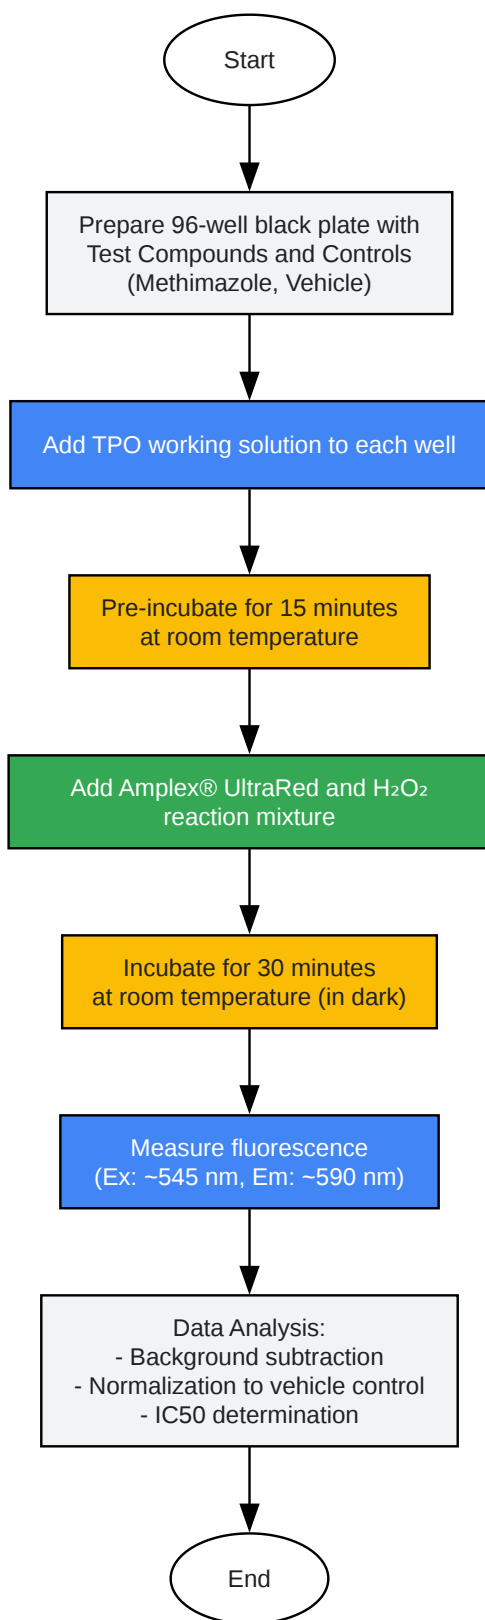 Start
Prepare 96-well black plate with
Test Compounds and Controls
(Methimazole, Vehicle)
Add TPO working solution to each well
Pre-incubate for 15 minutes
at room temperature
Add Amplex® UltraRed and H₂O₂
reaction mixture
Incubate for 30 minutes
at room temperature (in dark)
Measure fluorescence
(Ex: ~545 nm, Em: ~590 nm)
Data Analysis:
- Background subtraction
- Normalization to vehicle control
- IC50 determination
End